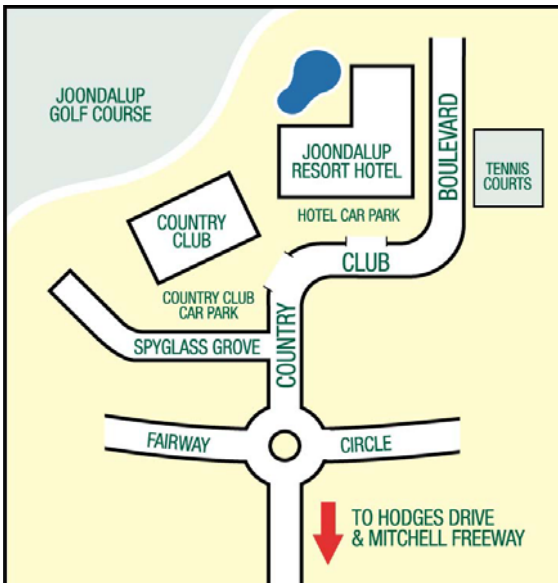 JOONDALUP
GOLF COURSE
JOONDALUP
RESORT HOTEL
BOULEVARD
TENNIS
COURTS
HOTEL CAR PARK
COUNTRY
CLUB
CLUB
COUNTRY CLUB
CAR PARK
COUNTRY
SPYGLASS GROVE
FAIRWAY
CIRCLE
TO HODGES DRIVE
& MITCHELL FREEWAY